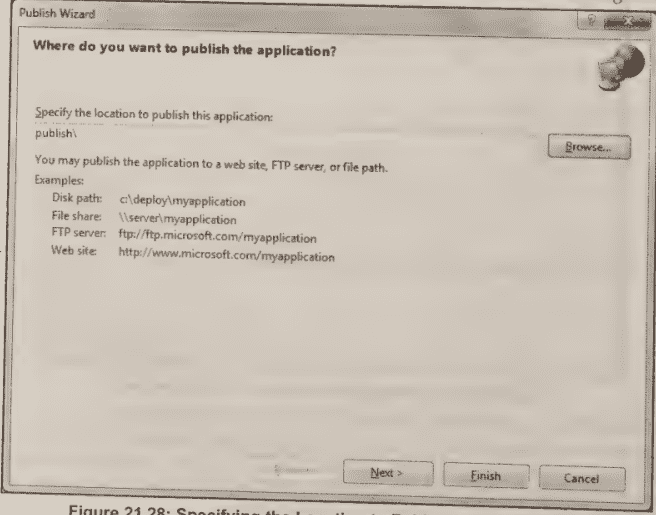 Publish Wizard
Where do you want to publish the application?
Specify the location to publish this application:
publish\
Browse...
You may publish the application to a web site, FTP server, or file path.
Examples:
Disk path: c:\deploy\myapplication
File share: \\server\myapplication
FTP server: ftp://ftp.microsoft.com/myapplication
Web site: http://www.microsoft.com/myapplication
Next >
Finish
Cancel
Figure 21.28: Specifying the